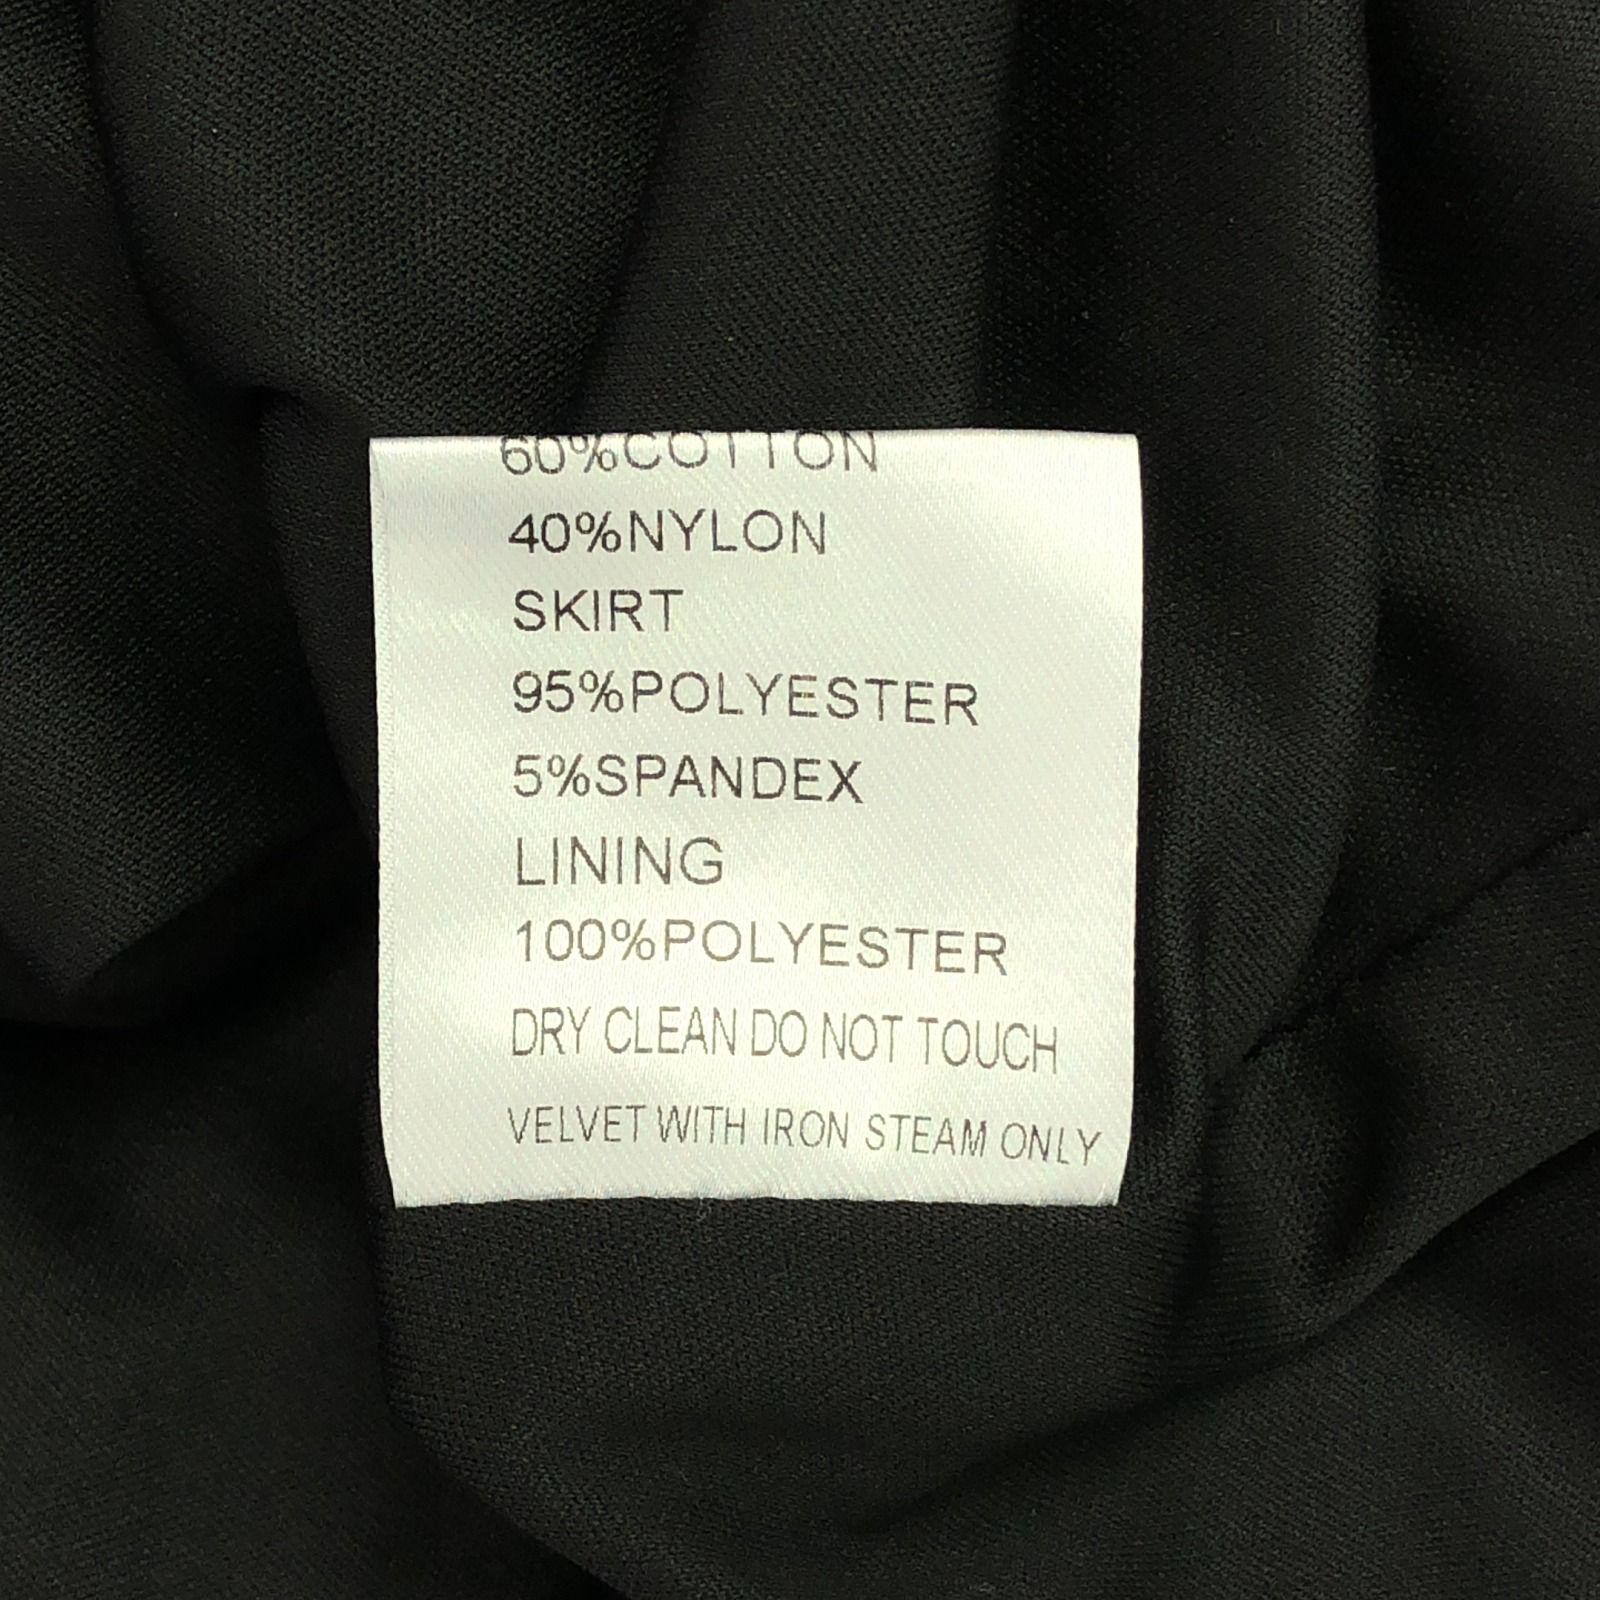 60%COTTON
40%NYLON
SKIRT
95%POLYESTER
5%SPANDEX
LINING
100%POLYESTER
DRY CLEAN DO NOT TOUCH
VELVET WITH IRON STEAM ONLY